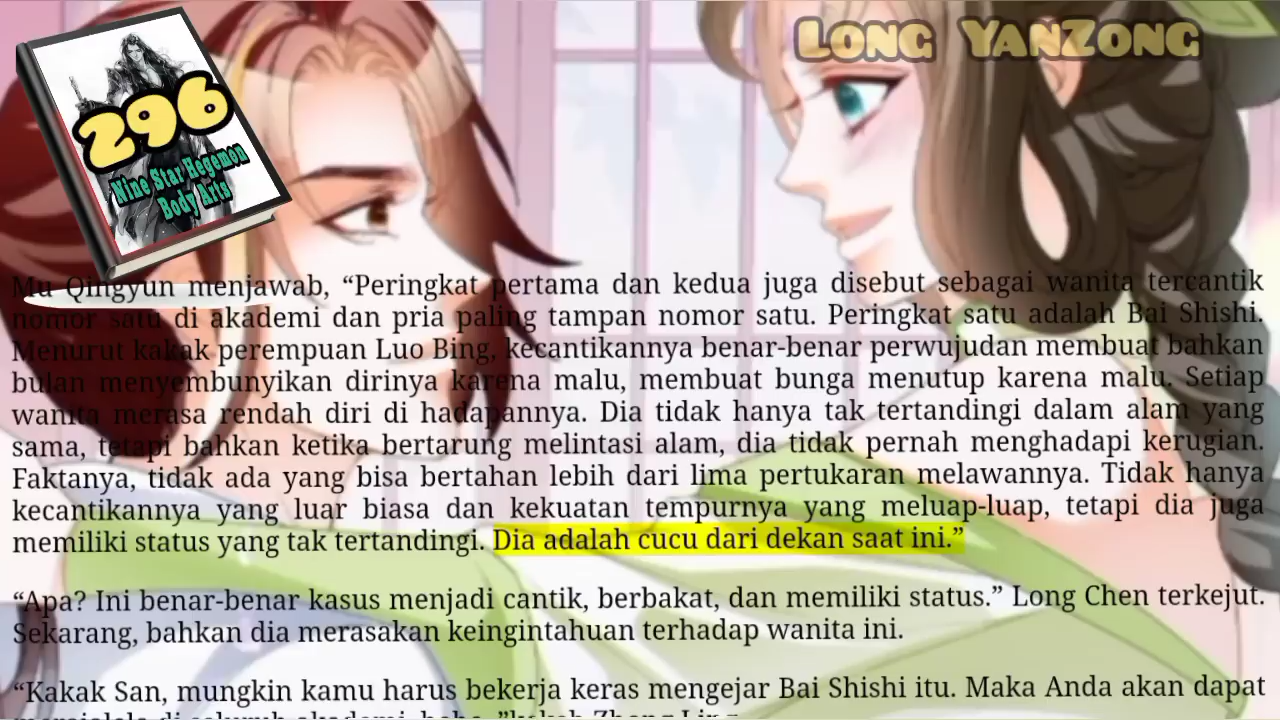 LONG YANZONG
296
Nine Star Hegemon
Body Arts
Mu Qingyun menjawab, “Peringkat pertama dan kedua juga disebut sebagai wanita tercantik
nomor satu di akademi dan pria paling tampan nomor satu. Peringkat satu adalah Bai Shishi.
Menurut kakak perempuan Luo Bing, kecantikannya benar-benar perwujudan membuat bahkan
bulan menyembunyikan dirinya karena malu, membuat bunga menutup karena malu. Setiap
wanita merasa rendah diri di hadapannya. Dia tidak hanya tak tertandingi dalam alam yang
sama, tetapi bahkan ketika bertarung melintasi alam, dia tidak pernah menghadapi kerugian.
Faktanya, tidak ada yang bisa bertahan lebih dari lima pertukaran melawannya. Tidak hanya
kecantikannya yang luar biasa dan kekuatan tempurnya yang meluap-luap, tetapi dia juga
memiliki status yang tak tertandingi. Dia adalah cucu dari dekan saat ini.”
“Apa? Ini benar-benar kasus menjadi cantik, berbakat, dan memiliki status.” Long Chen terkejut.
Sekarang, bahkan dia merasakan keingintahuan terhadap wanita ini.
“Kakak San, mungkin kamu harus bekerja keras mengejar Bai Shishi itu. Maka Anda akan dapat